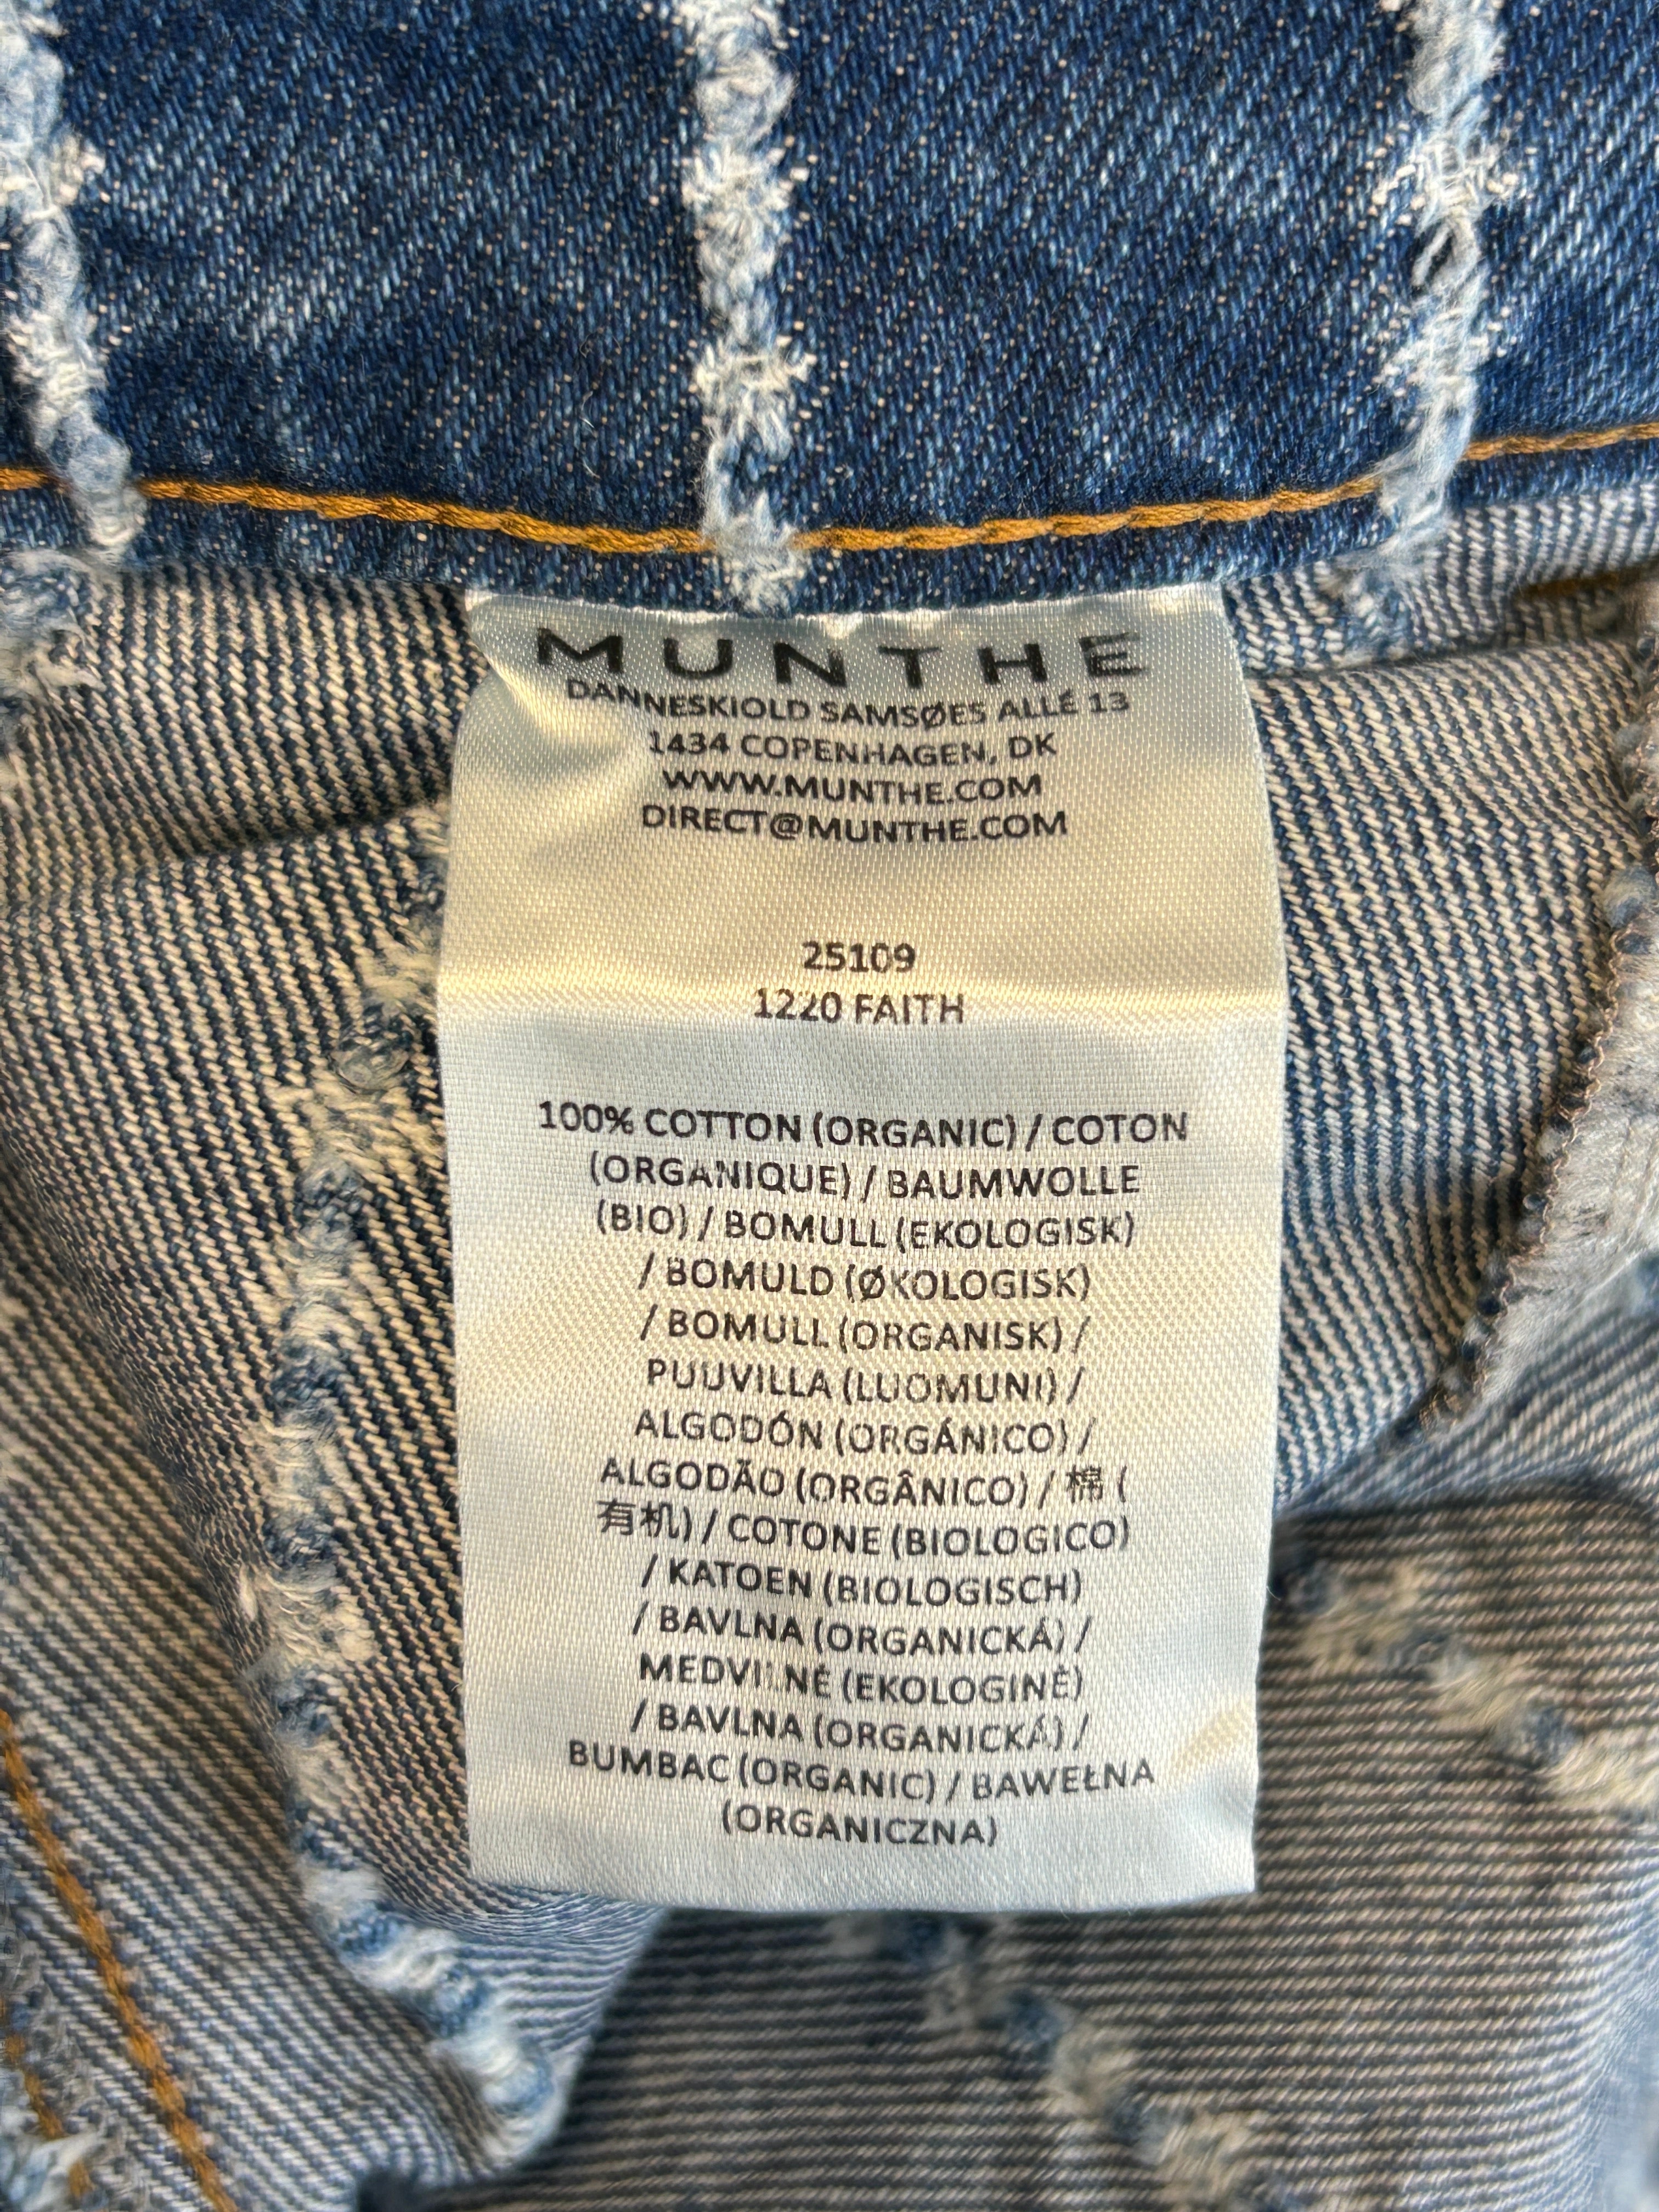 MUNTHE
DANNESKIOLD SAMSØES ALLÉ 13
1434 COPENHAGEN, DK
WWW.MUNTHE.COM
DIRECT@MUNTHE.COM
25109
1220 FAITH
100% COTTON (ORGANIC) / COTON
(ORGANIQUE) / BAUMWOLLE
(BIO) / BOMULL (EKOLOGISK)
/ BOMULD (ØKOLOGISK)
/ BOMULL (ORGANISK) /
PUUVILLA (LUOMUNI) /
ALGODÓN (ORGÁNICO) /
ALGODÃO (ORGÂNICO) / 棉 (
有机) / COTONE (BIOLOGICO)
/ KATOEN (BIOLOGISCH)
/ BAVLNA (ORGANICKÁ) /
MEDVILNĖ (EKOLOGINĖ)
/ BAVLNA (ORGANICKÁ) /
BUMBAC (ORGANIC) / BAWEŁNA
(ORGANICZNA)